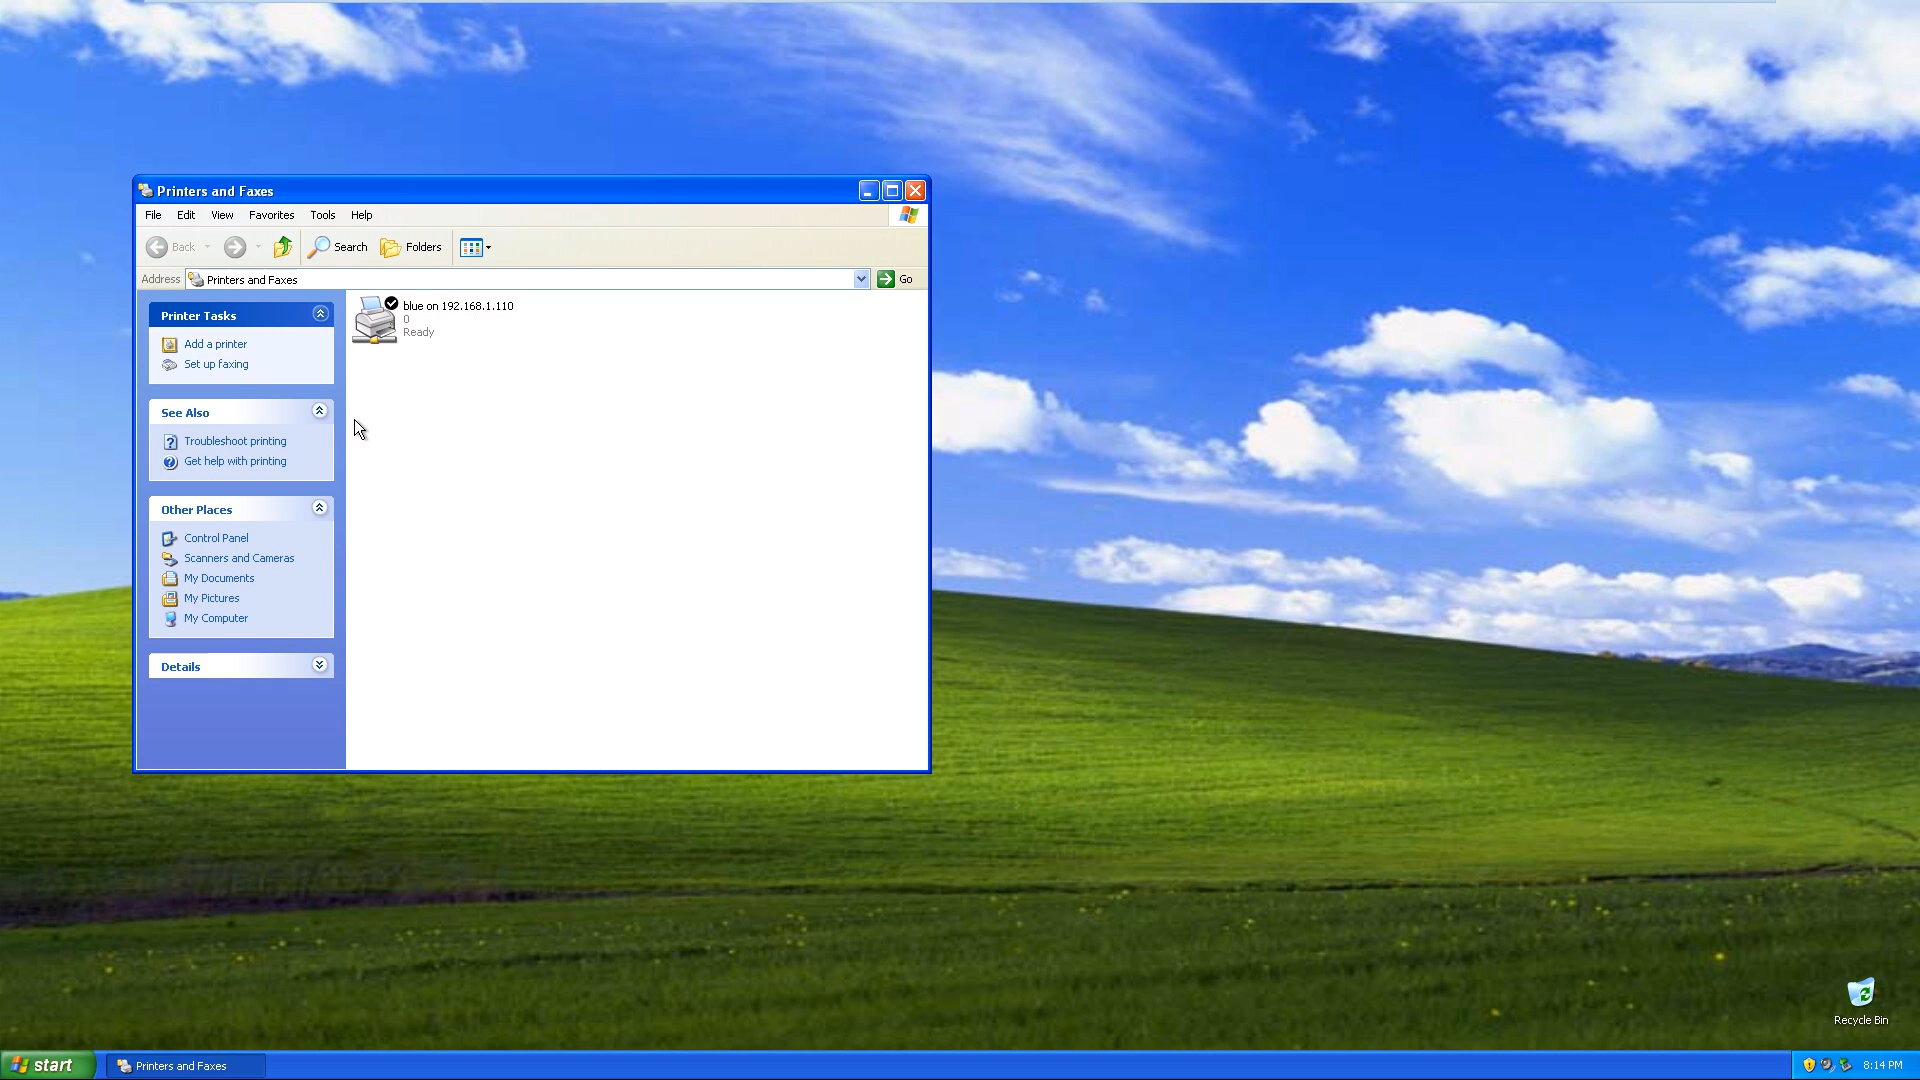 Printers and Faxes
File Edit View Favorites Tools Help
Back Search Folders
Address Printers and Faxes Go
Printer Tasks
Add a printer
Set up faxing
See Also
Troubleshoot printing
Get help with printing
Other Places
Control Panel
Scanners and Cameras
My Documents
My Pictures
My Computer
Details
blue on 192.168.1.110
0
Ready
Recycle Bin
start Printers and Faxes 8:14 PM